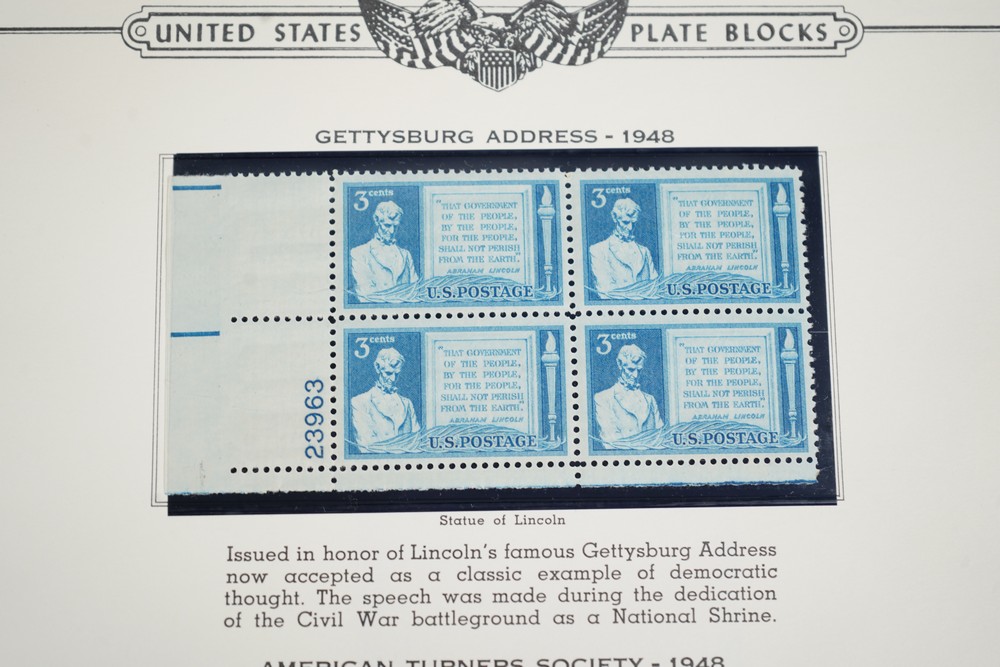 UNITED STATES PLATE BLOCKS
GETTYSBURG ADDRESS - 1948
3 cents
"THAT GOVERNMENT
OF THE PEOPLE,
BY THE PEOPLE,
FOR THE PEOPLE,
SHALL NOT PERISH
FROM THE EARTH."
ABRAHAM LINCOLN
U.S.POSTAGE
3 cents
"THAT GOVERNMENT
OF THE PEOPLE,
BY THE PEOPLE,
FOR THE PEOPLE,
SHALL NOT PERISH
FROM THE EARTH."
ABRAHAM LINCOLN
U.S.POSTAGE
23963
3 cents
"THAT GOVERNMENT
OF THE PEOPLE,
BY THE PEOPLE,
FOR THE PEOPLE,
SHALL NOT PERISH
FROM THE EARTH."
ABRAHAM LINCOLN
U.S.POSTAGE
3 cents
"THAT GOVERNMENT
OF THE PEOPLE,
BY THE PEOPLE,
FOR THE PEOPLE,
SHALL NOT PERISH
FROM THE EARTH."
ABRAHAM LINCOLN
U.S.POSTAGE
Statue of Lincoln
Issued in honor of Lincoln's famous Gettysburg Address
now accepted as a classic example of democratic
thought. The speech was made during the dedication
of the Civil War battleground as a National Shrine.
AMERICAN TURNERS SOCIETY - 1948